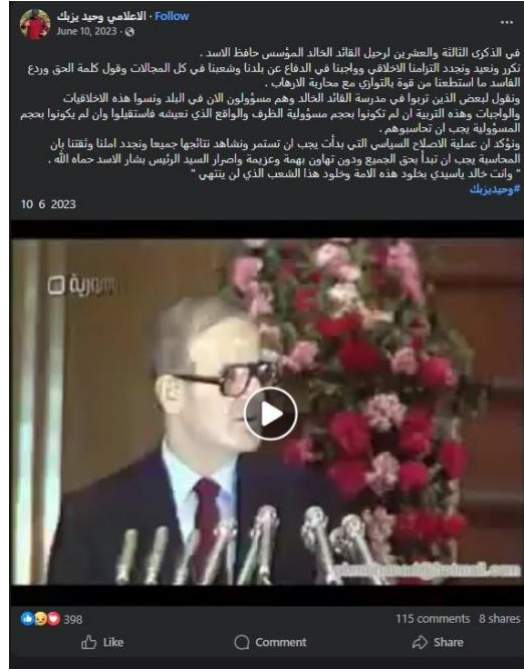 الاعلامي وحيد يزبك · Follow
June 10, 2023 ·
في الذكرى الثالثة والعشرين لرحيل القائد الخالد المؤسس حافظ الاسد .
نكرر ونعيد ونجدد التزامنا الاخلاقي وواجبنا في الدفاع عن بلدنا وشعبنا في كل المجالات وقول كلمة الحق وردع
الفاسد ما استطعنا من قوة بالتوازي مع محاربة الارهاب .
ونقول لبعض الذين تربوا في مدرسة القائد الخالد وهم مسؤولون الان في البلد ونسوا هذه الاخلاقيات
والواجبات وهذه التربية ان لم تكونوا بحجم مسؤولية الظرف والواقع الذي نعيشه فاستقيلوا وان لم يكونوا بحجم
المسؤولية يجب ان تحاسبوهم .
ونؤكد ان عملية الاصلاح السياسي التي بدأت يجب ان تستمر ونشاهد نتائجها جميعا ونجدد املنا وثقتنا بان
المحاسبة يجب ان تبدأ بحق الجميع ودون تهاون بهمة وعزيمة واصرار السيد الرئيس بشار الاسد حماه الله .
" وانت خالد ياسيدي بخلود هذه الامة وخلود هذا الشعب الذي لن ينتهي "
#وحيديزبك
10 6 2023
سورية
398
115 comments 8 shares
Like
Comment
Share